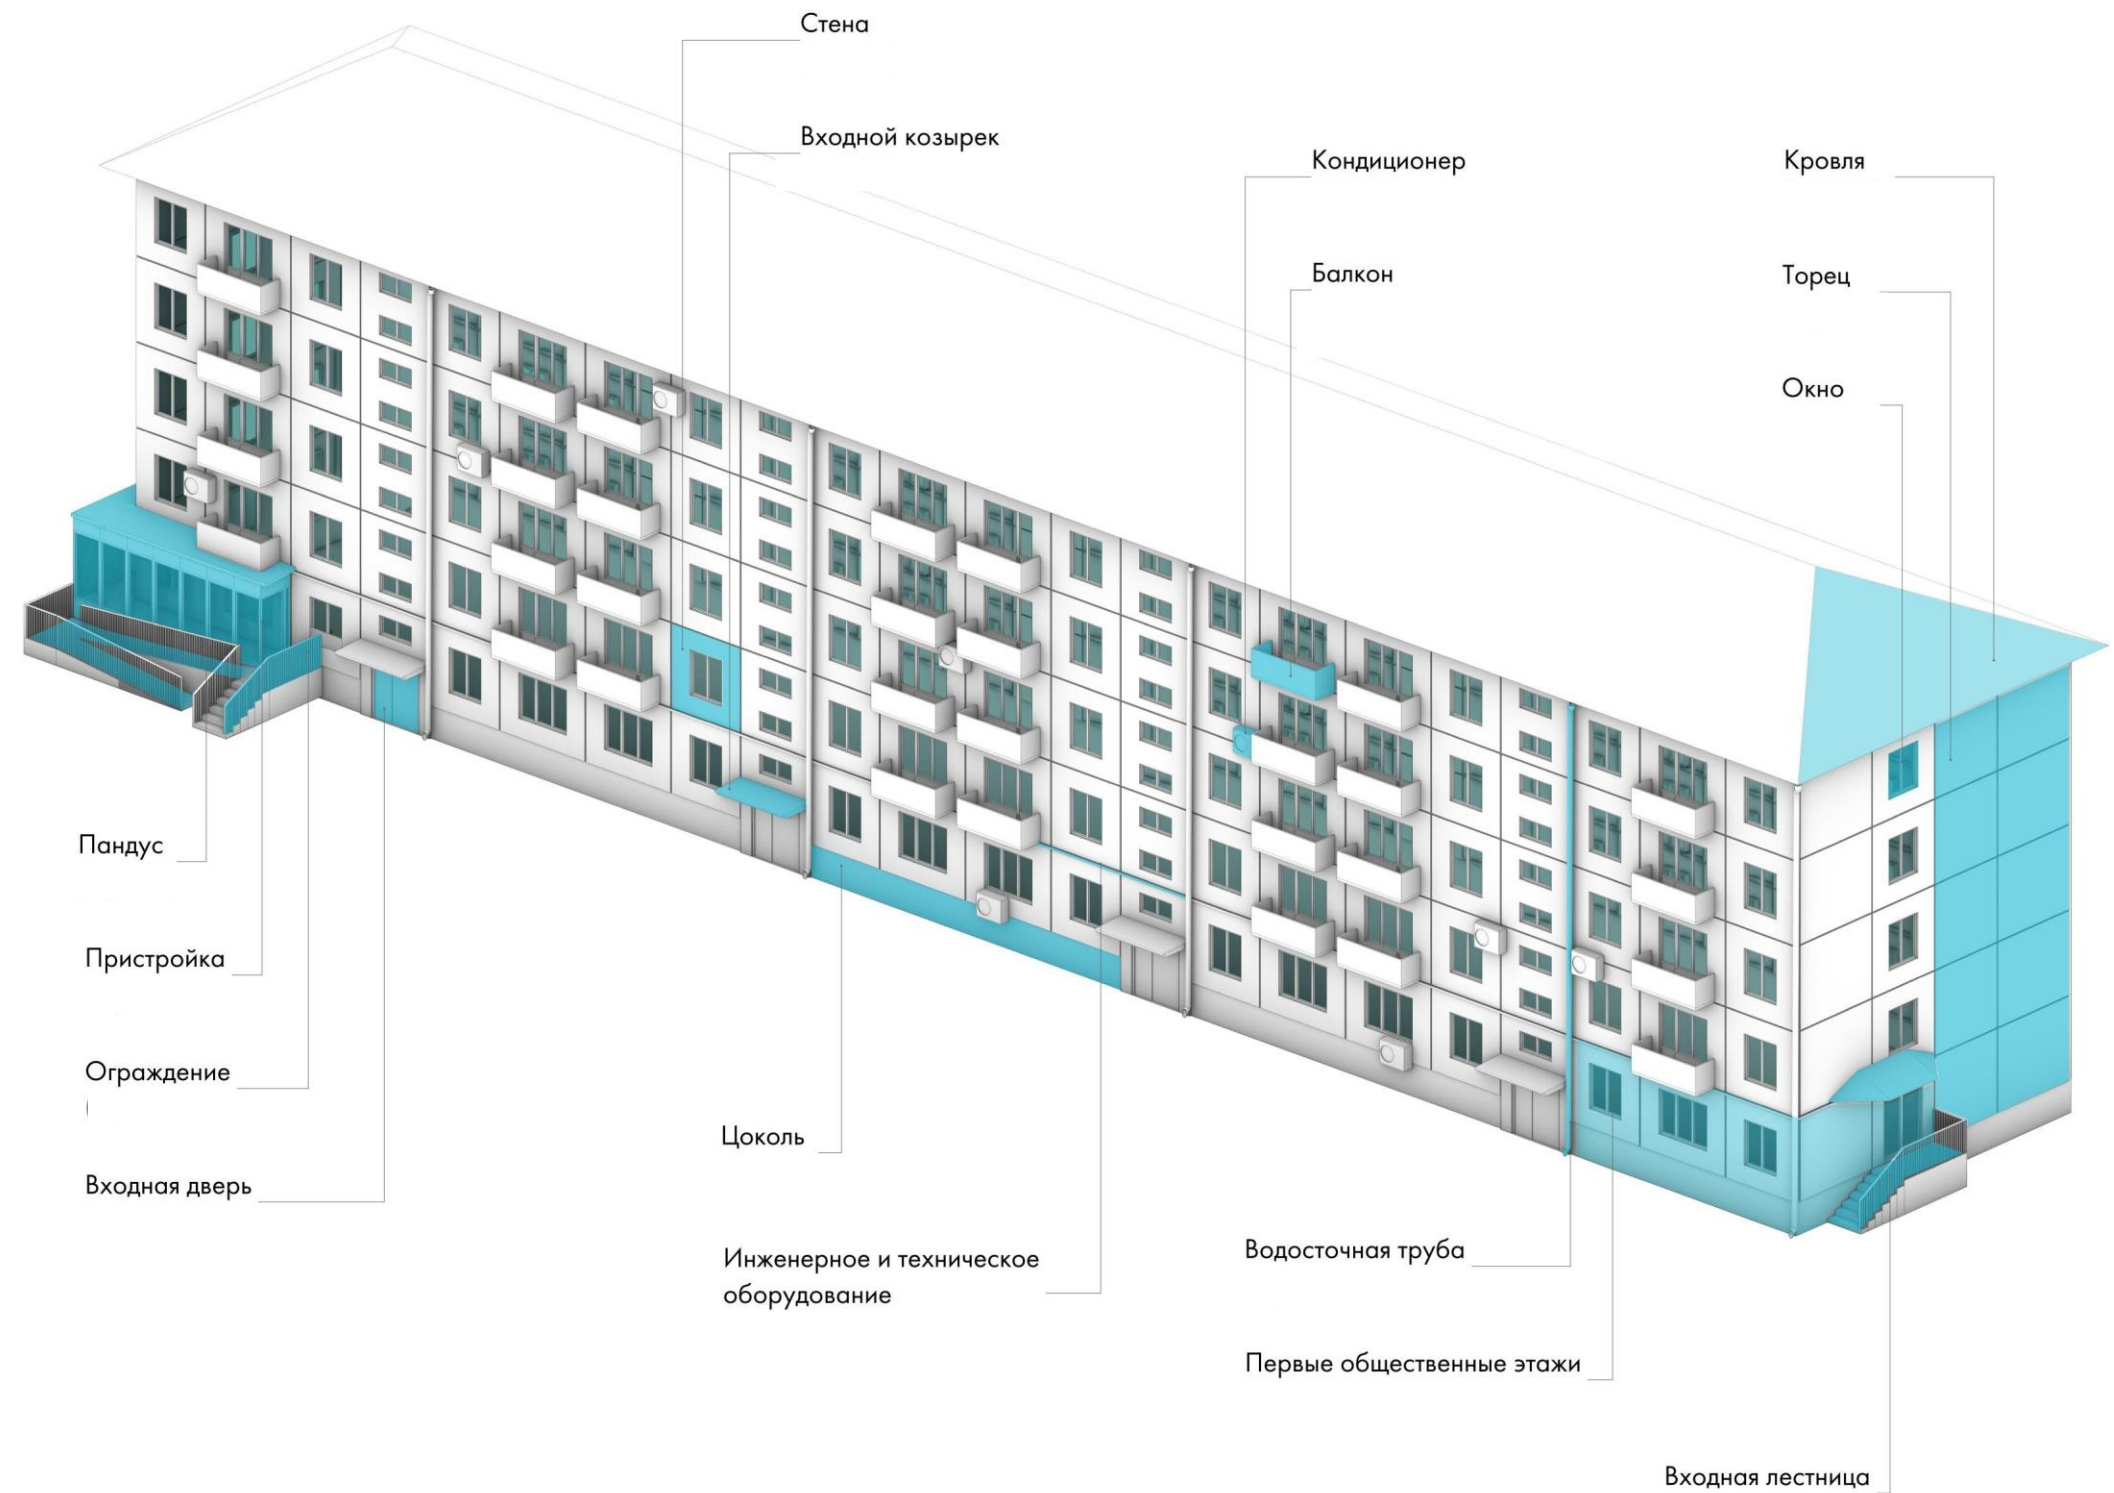 Стена
Входной козырек
Кондиционер
Кровля
Балкон
Торец
Окно
Пандус
Пристройка
Ограждение
Входная дверь
Цоколь
Инженерное и техническое
оборудование
Водосточная труба
Первые общественные этажи
Входная лестница